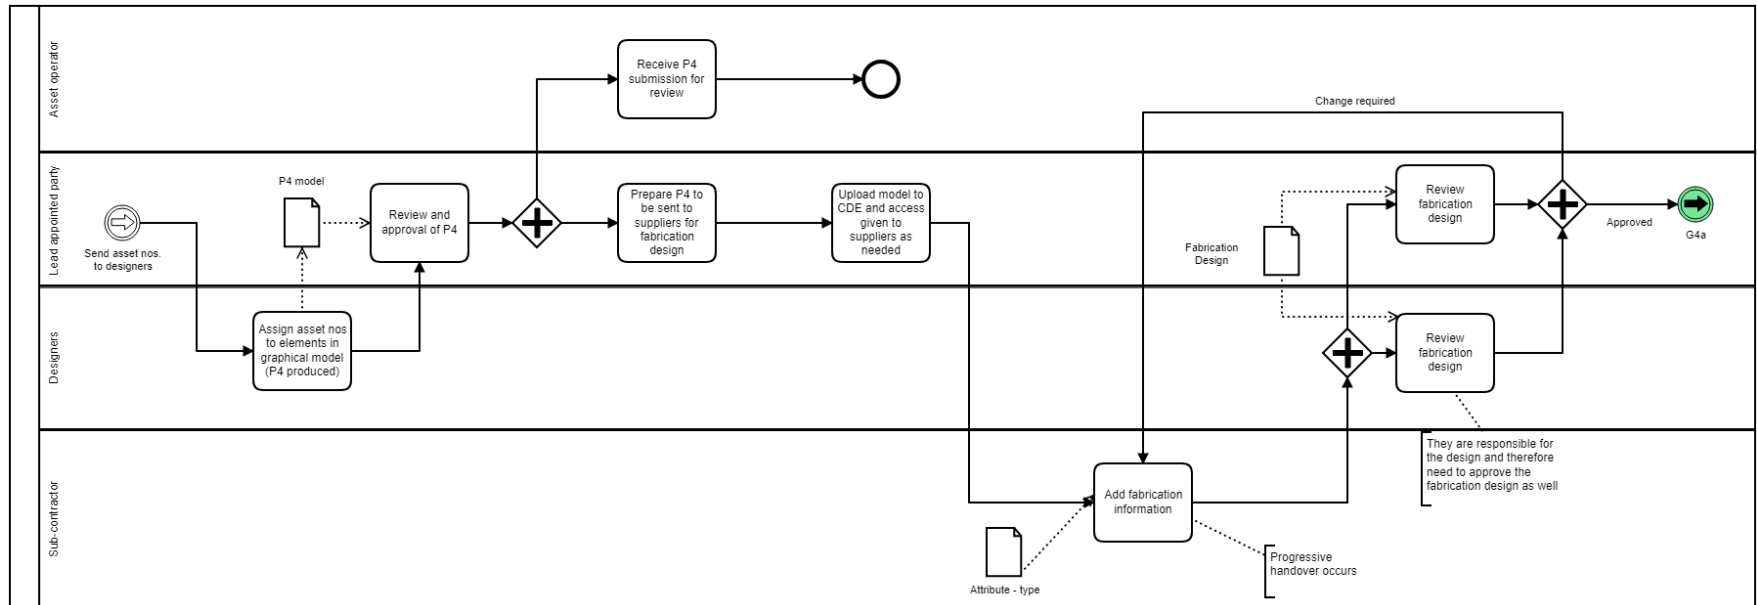 Asset operator
Receive P4
submission for
review
Change required
Lead appointed party
P4 model
Send asset nos.
to designers
Review and
approval of P4
Prepare P4 to
be sent to
suppliers for
fabrication
design
Upload model to
CDE and access
given to
suppliers as
needed
Fabrication
Design
Review
fabrication
design
Approved
G4a
Designers
Assign asset nos
to elements in
graphical model
(P4 produced)
Review
fabrication
design
They are responsible for
the design and therefore
need to approve the
fabrication design as well
Sub-contractor
Add fabrication
information
Attribute - type
Progressive
handover occurs